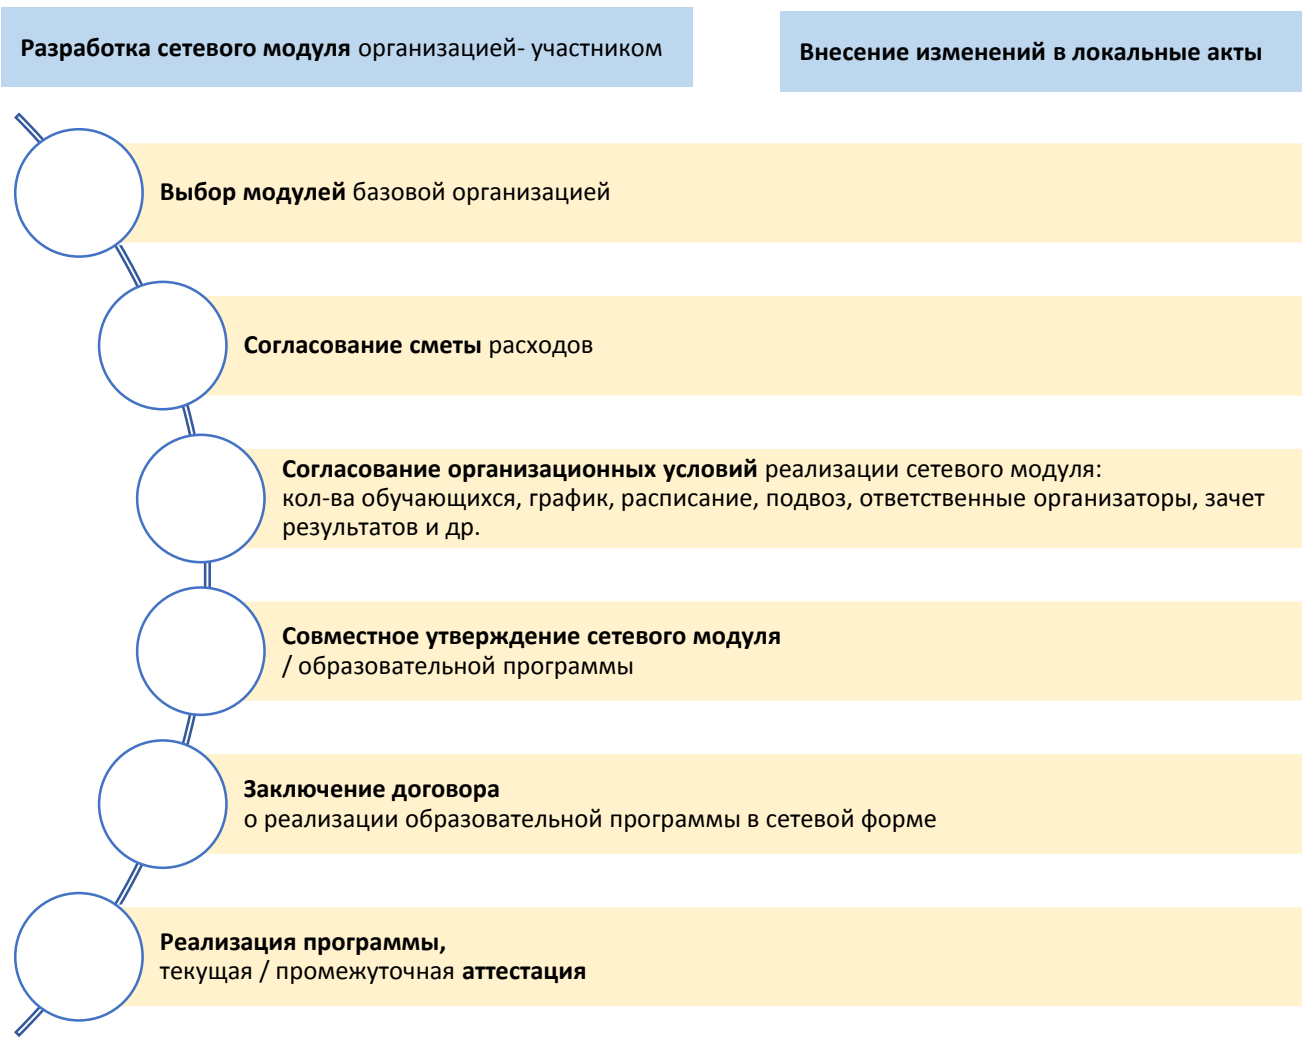 Разработка сетевого модуля организацией- участником
Внесение изменений в локальные акты
Выбор модулей базовой организацией
Согласование сметы расходов
Согласование организационных условий реализации сетевого модуля:
кол-ва обучающихся, график, расписание, подвоз, ответственные организаторы, зачет
результатов и др.
Совместное утверждение сетевого модуля
/ образовательной программы
Заключение договора
о реализации образовательной программы в сетевой форме
Реализация программы,
текущая / промежуточная аттестация